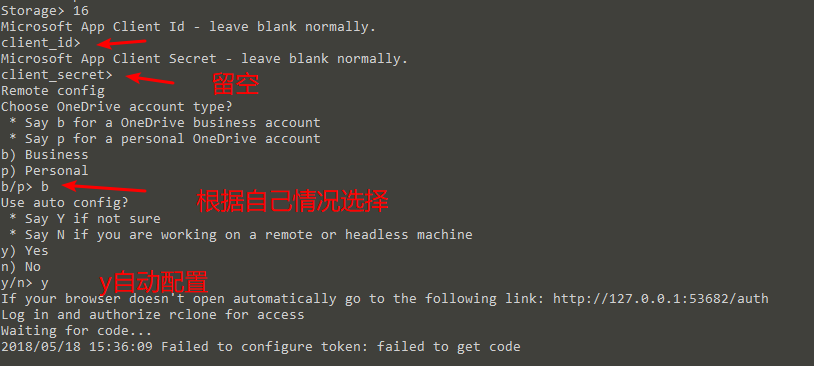 Storage> 16
Microsoft App Client Id - leave blank normally.
client_id>
Microsoft App Client Secret - leave blank normally.
client_secret>
留空
Remote config
Choose OneDrive account type?
 * Say b for a OneDrive business account
 * Say p for a personal OneDrive account
b) Business
p) Personal
b/p> b
根据自己情况选择
Use auto config?
 * Say Y if not sure
 * Say N if you are working on a remote or headless machine
y) Yes
n) No
y/n> y
y自动配置
If your browser doesn't open automatically go to the following link: http://127.0.0.1:53682/auth
Log in and authorize rclone for access
Waiting for code...
2018/05/18 15:36:09 Failed to configure token: failed to get code